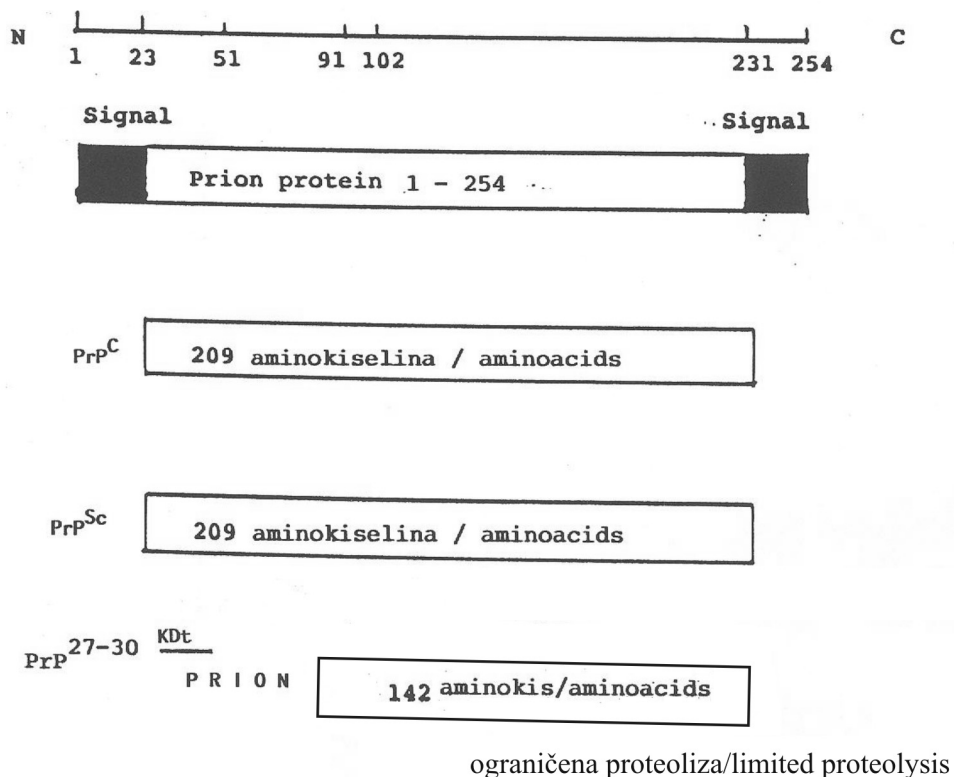 N C
1 23 51 91 102 231 254
Signal Signal
Prion protein 1 - 254
PrP^C 209 aminokiselina / aminoacids
PrP^Sc 209 aminokiselina / aminoacids
PrP^27-30 KDt
P R I O N 142 aminokis/aminoacids
ograničena proteoliza/limited proteolysis